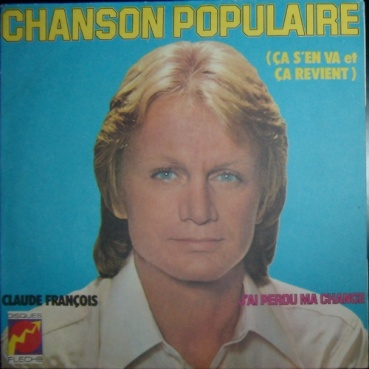 CHANSON POPULAIRE
(ÇA S'EN VA et
ÇA REVIENT)
CLAUDE FRANÇOIS
J'AI PERDU MA CHANCE
DISQUES
FLECHE